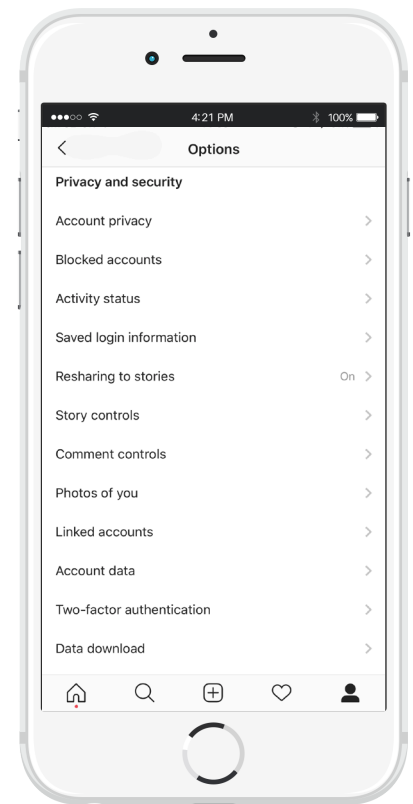 4:21 PM
100%
Options
Privacy and security
Account privacy
Blocked accounts
Activity status
Saved login information
Resharing to stories On
Story controls
Comment controls
Photos of you
Linked accounts
Account data
Two-factor authentication
Data download